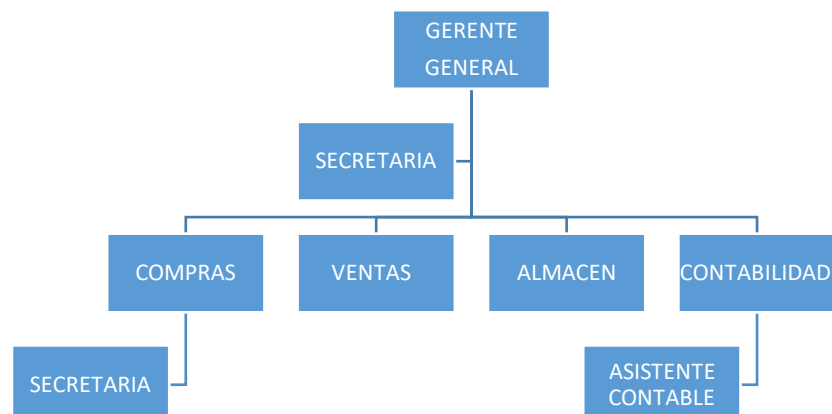 GERENTE
GENERAL
SECRETARIA
COMPRAS
VENTAS
ALMACEN
CONTABILIDAD
SECRETARIA
ASISTENTE
CONTABLE